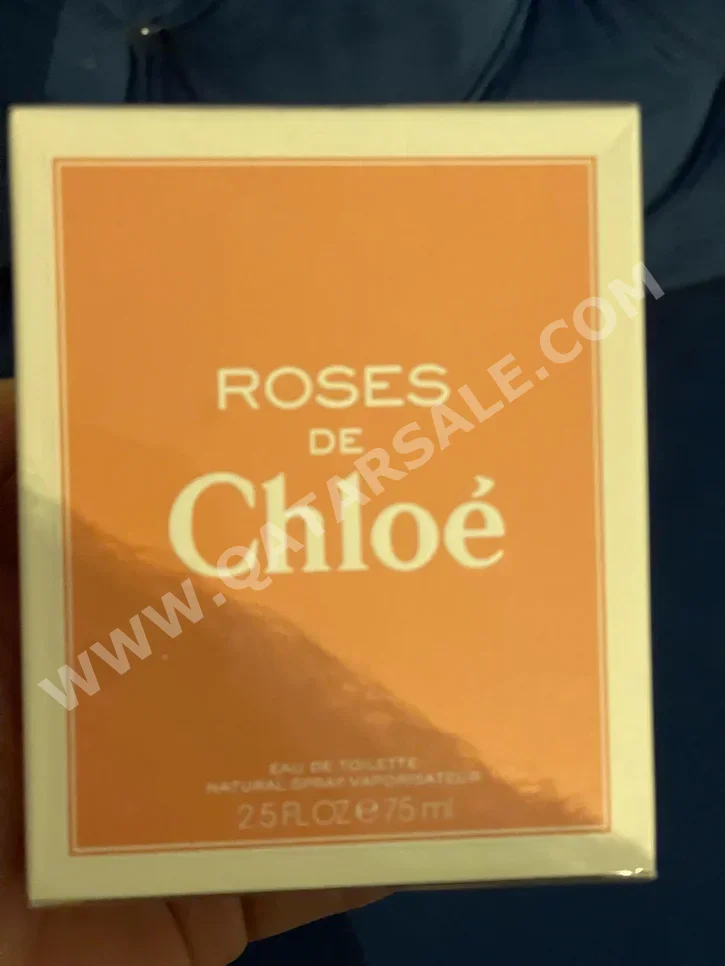 ROSES
DE
Chloé
EAU DE TOILETTE
NATURAL SPRAY VAPORISATEUR
2.5 FL.OZ ℮ 75 ml
WWW.QATARSALE.COM